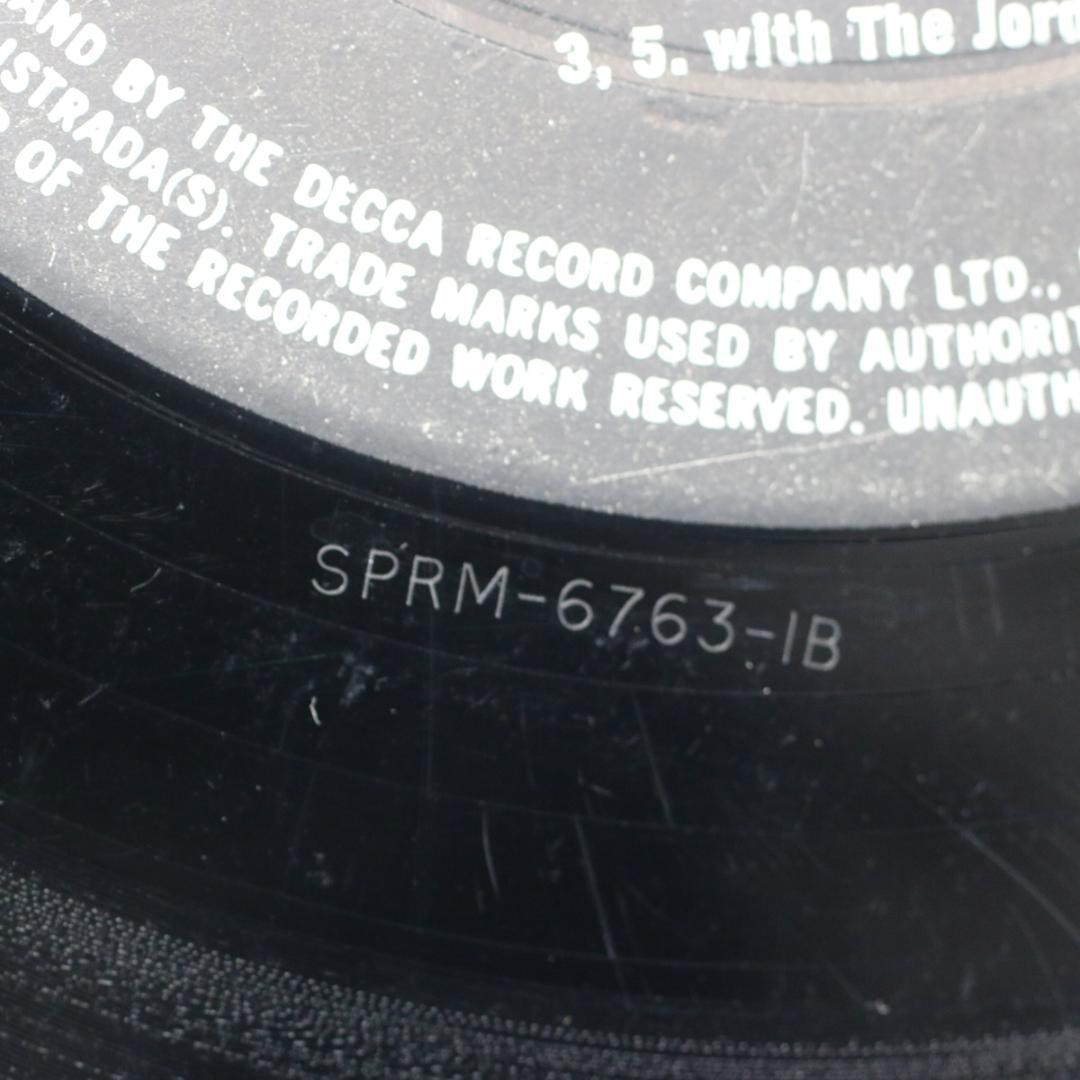 3, 5. with The Jord
AND BY THE DECCA RECORD COMPANY LTD..
ISTRADA(S). TRADE MARKS USED BY AUTHORIT
OF THE RECORDED WORK RESERVED. UNAUTH
SPRM-6763-1B